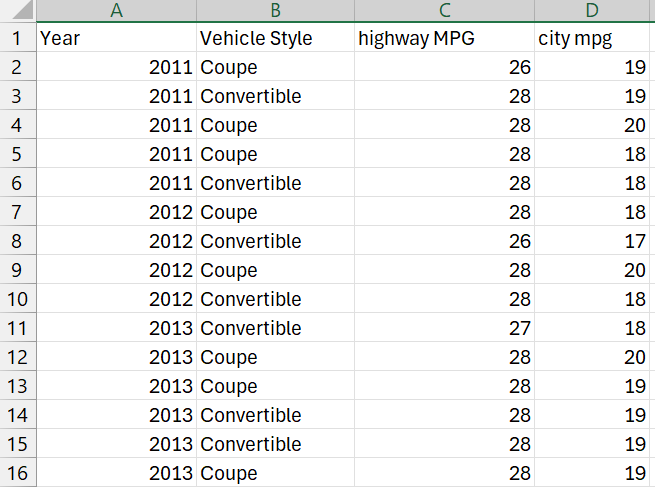 A B C D
1 Year Vehicle Style highway MPG city mpg
2 2011 Coupe 26 19
3 2011 Convertible 28 19
4 2011 Coupe 28 20
5 2011 Coupe 28 18
6 2011 Convertible 28 18
7 2012 Coupe 28 18
8 2012 Convertible 26 17
9 2012 Coupe 28 20
10 2012 Convertible 28 18
11 2013 Convertible 27 18
12 2013 Coupe 28 20
13 2013 Coupe 28 19
14 2013 Convertible 28 19
15 2013 Convertible 28 19
16 2013 Coupe 28 19